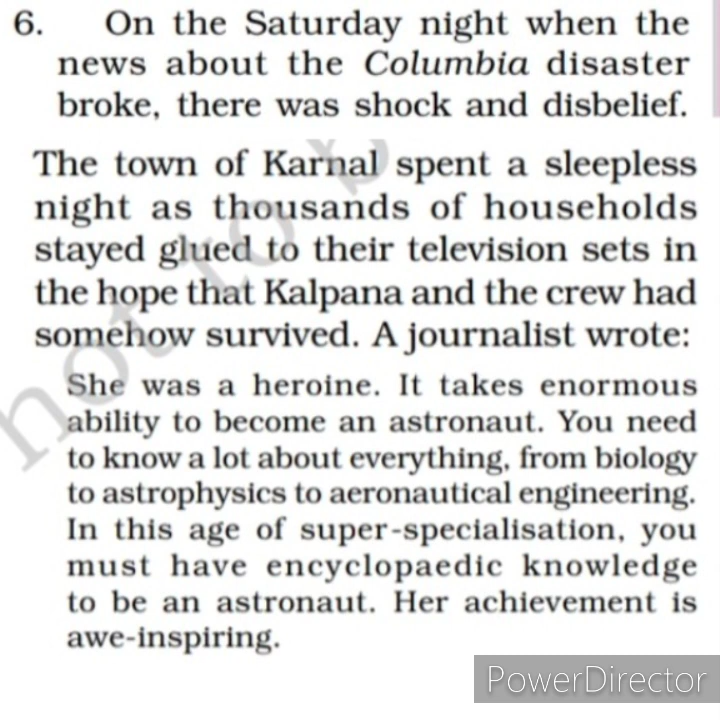 6. On the Saturday night when the
news about the Columbia disaster
broke, there was shock and disbelief.
The town of Karnal spent a sleepless
night as thousands of households
stayed glued to their television sets in
the hope that Kalpana and the crew had
somehow survived. A journalist wrote:
She was a heroine. It takes enormous
ability to become an astronaut. You need
to know a lot about everything, from biology
to astrophysics to aeronautical engineering.
In this age of super-specialisation, you
must have encyclopaedic knowledge
to be an astronaut. Her achievement is
awe-inspiring.
not to b
PowerDirector